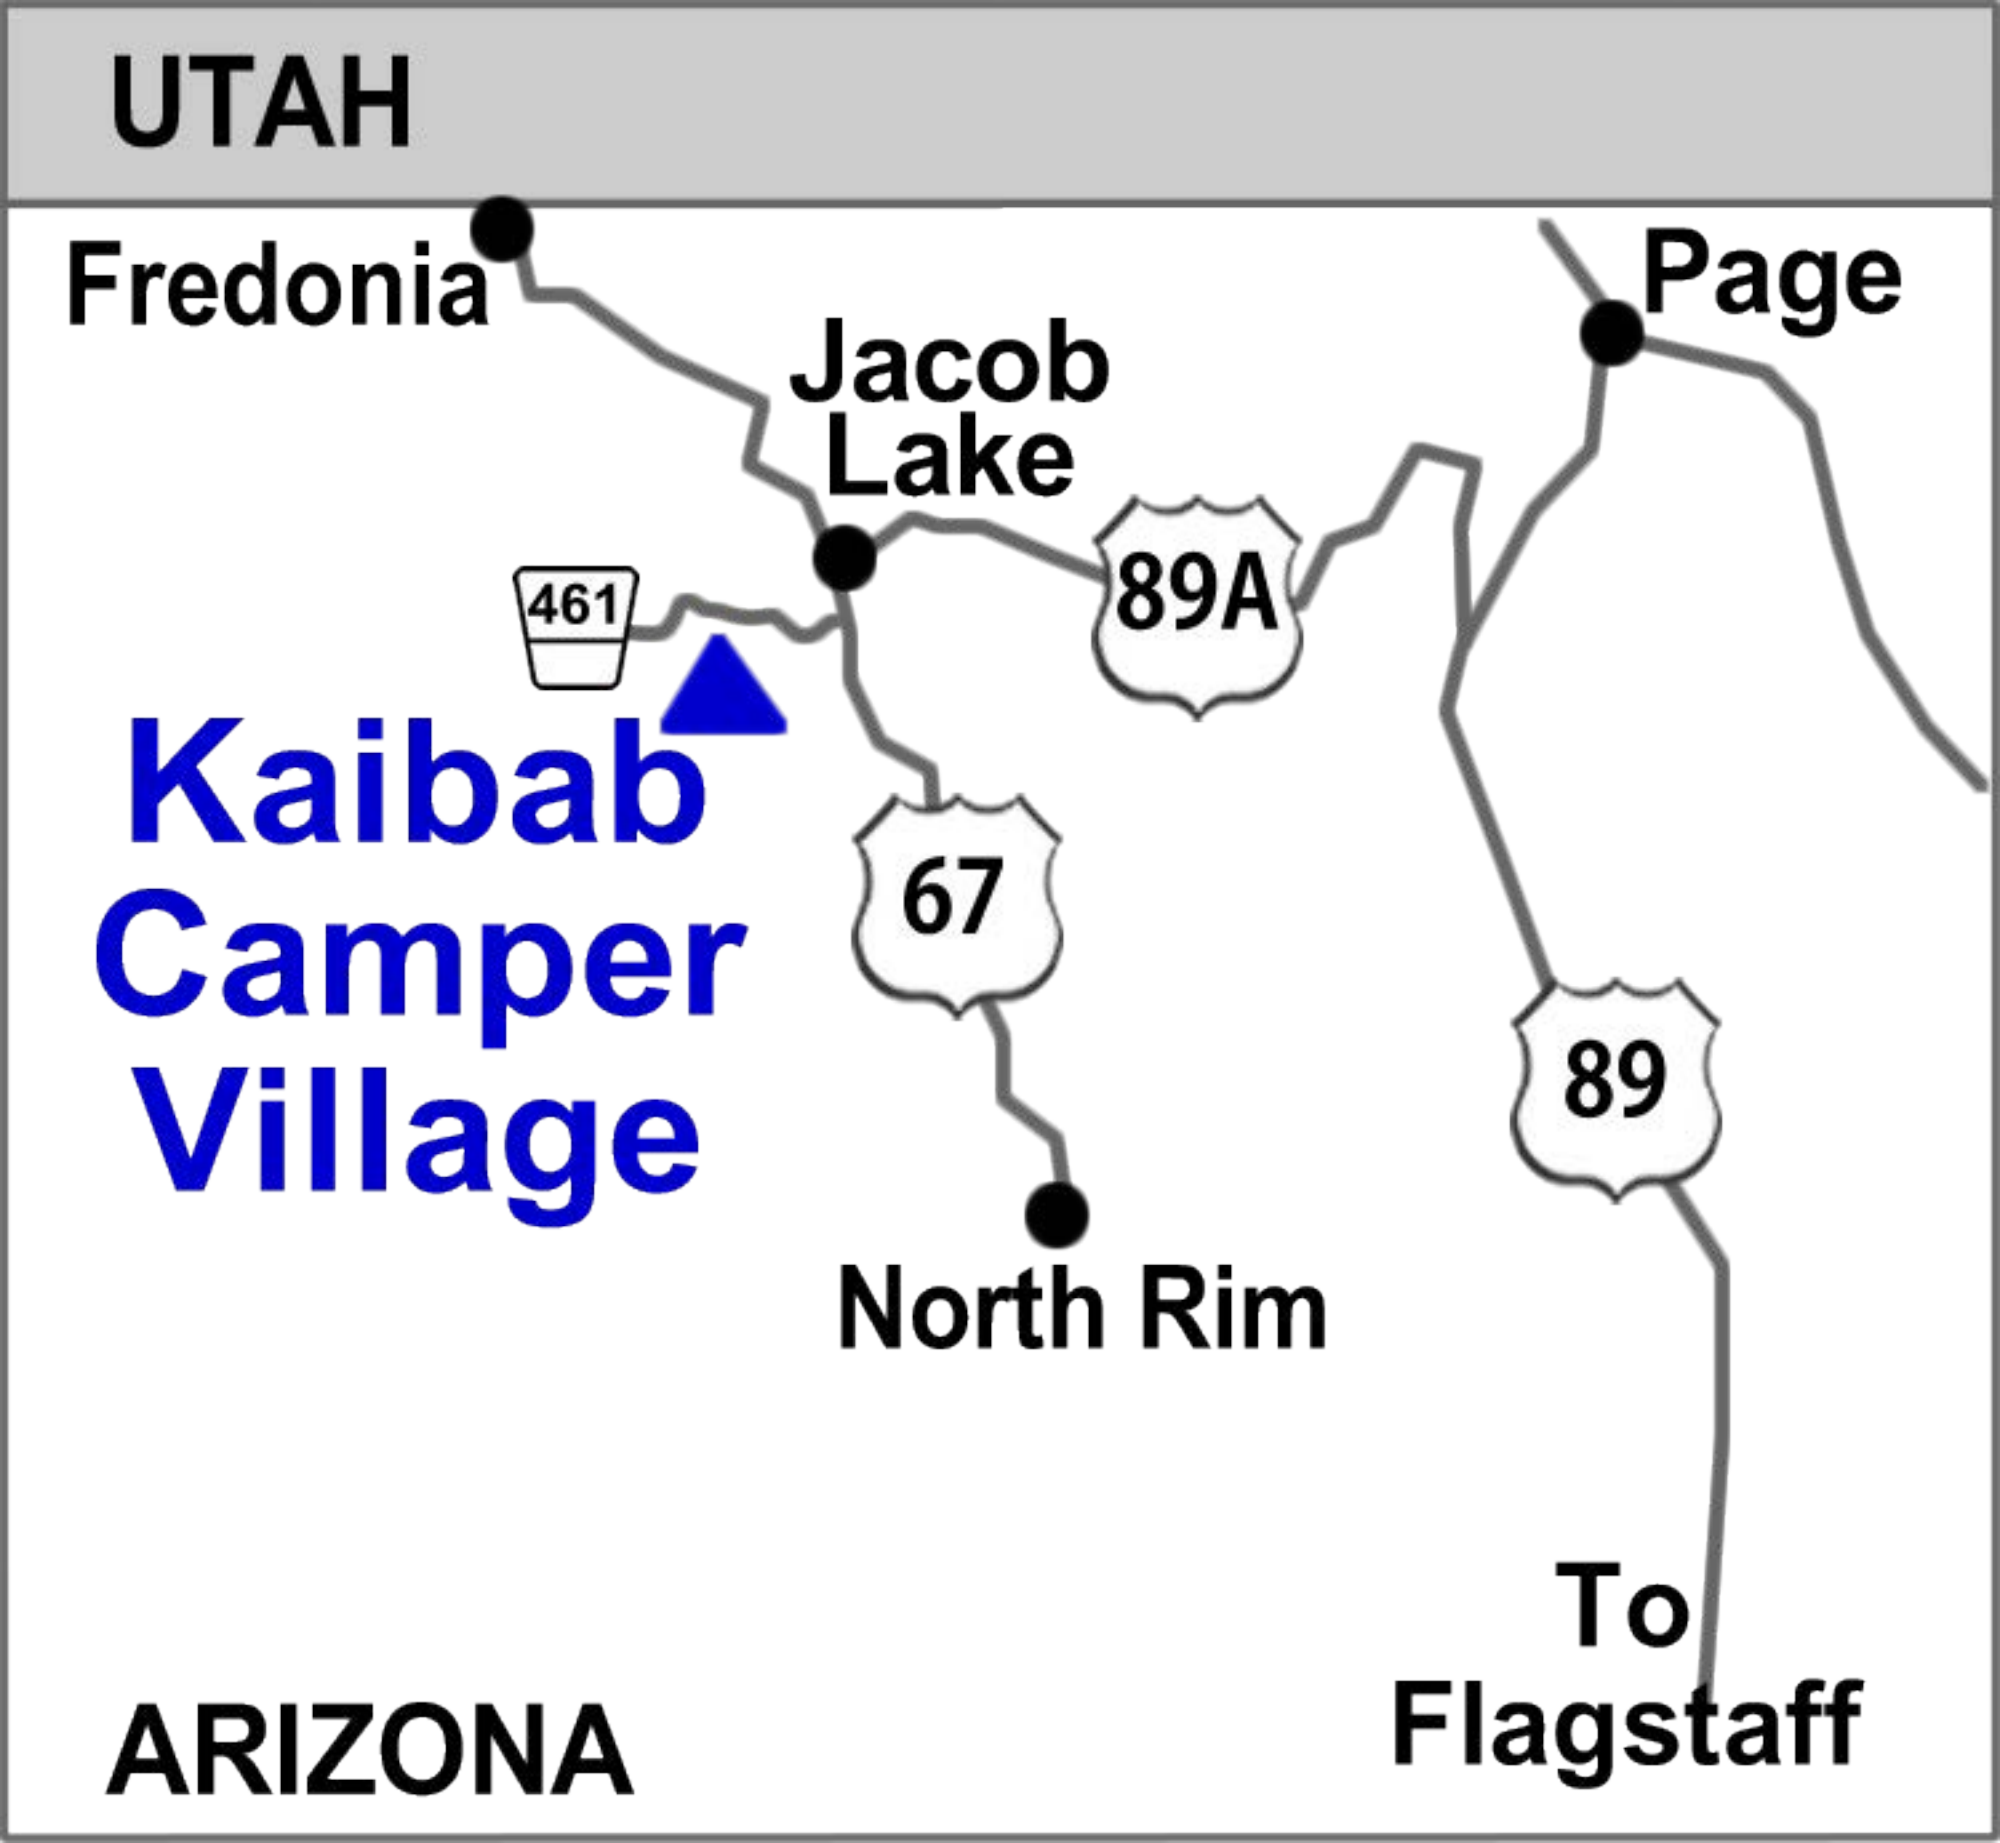 UTAH
Fredonia
Page
Jacob
Lake
461
89A
Kaibab
Camper
Village
67
89
North Rim
To
Flagstaff
ARIZONA